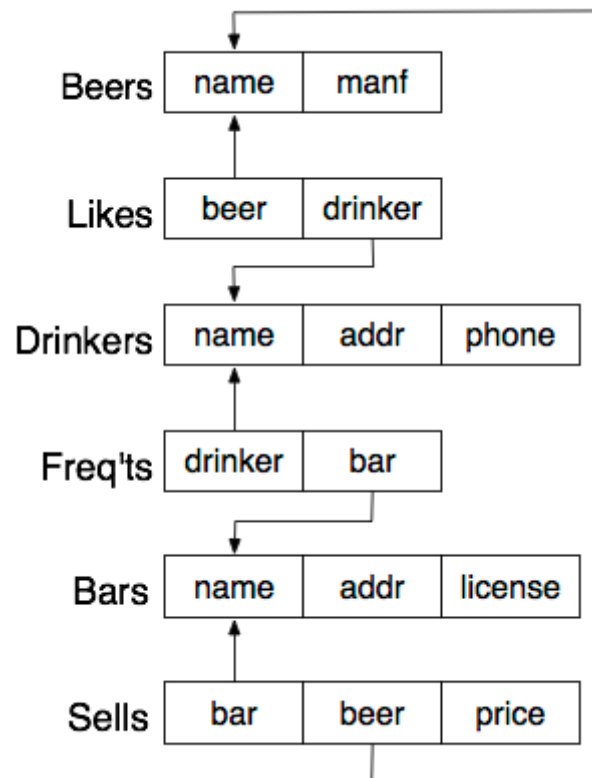 Beers name manf
Likes beer drinker
Drinkers name addr phone
Freq'ts drinker bar
Bars name addr license
Sells bar beer price